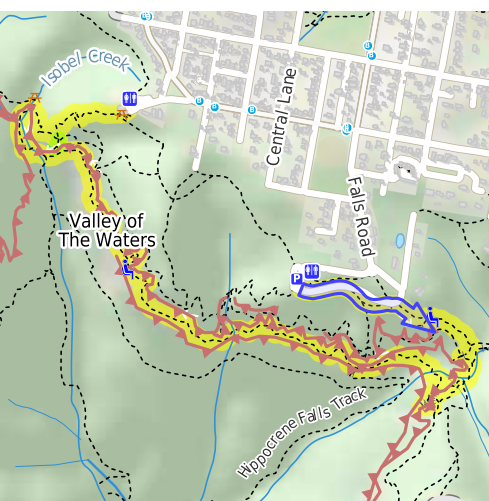 Isobel Creek
Central Lane
Falls Road
Valley of
The Waters
P
Hippocrene Falls Track